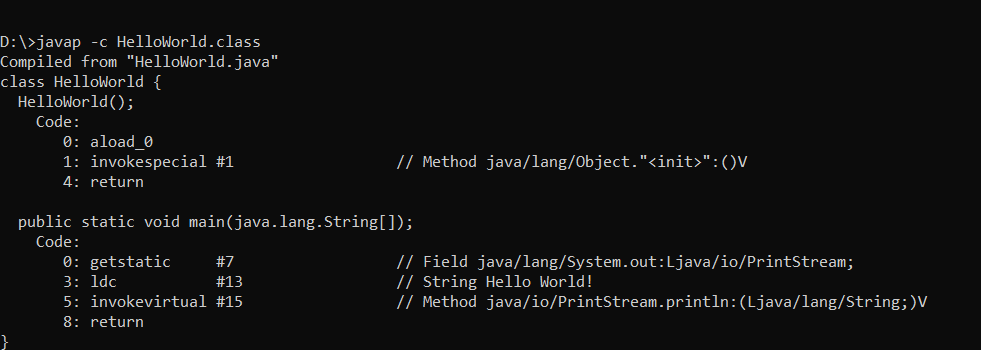 D:\>javap -c HelloWorld.class
Compiled from "HelloWorld.java"
class HelloWorld {
  HelloWorld();
    Code:
       0: aload_0
       1: invokespecial #1                  // Method java/lang/Object."<init>":()V
       4: return

  public static void main(java.lang.String[]);
    Code:
       0: getstatic     #7                  // Field java/lang/System.out:Ljava/io/PrintStream;
       3: ldc           #13                 // String Hello World!
       5: invokevirtual #15                 // Method java/io/PrintStream.println:(Ljava/lang/String;)V
       8: return
}